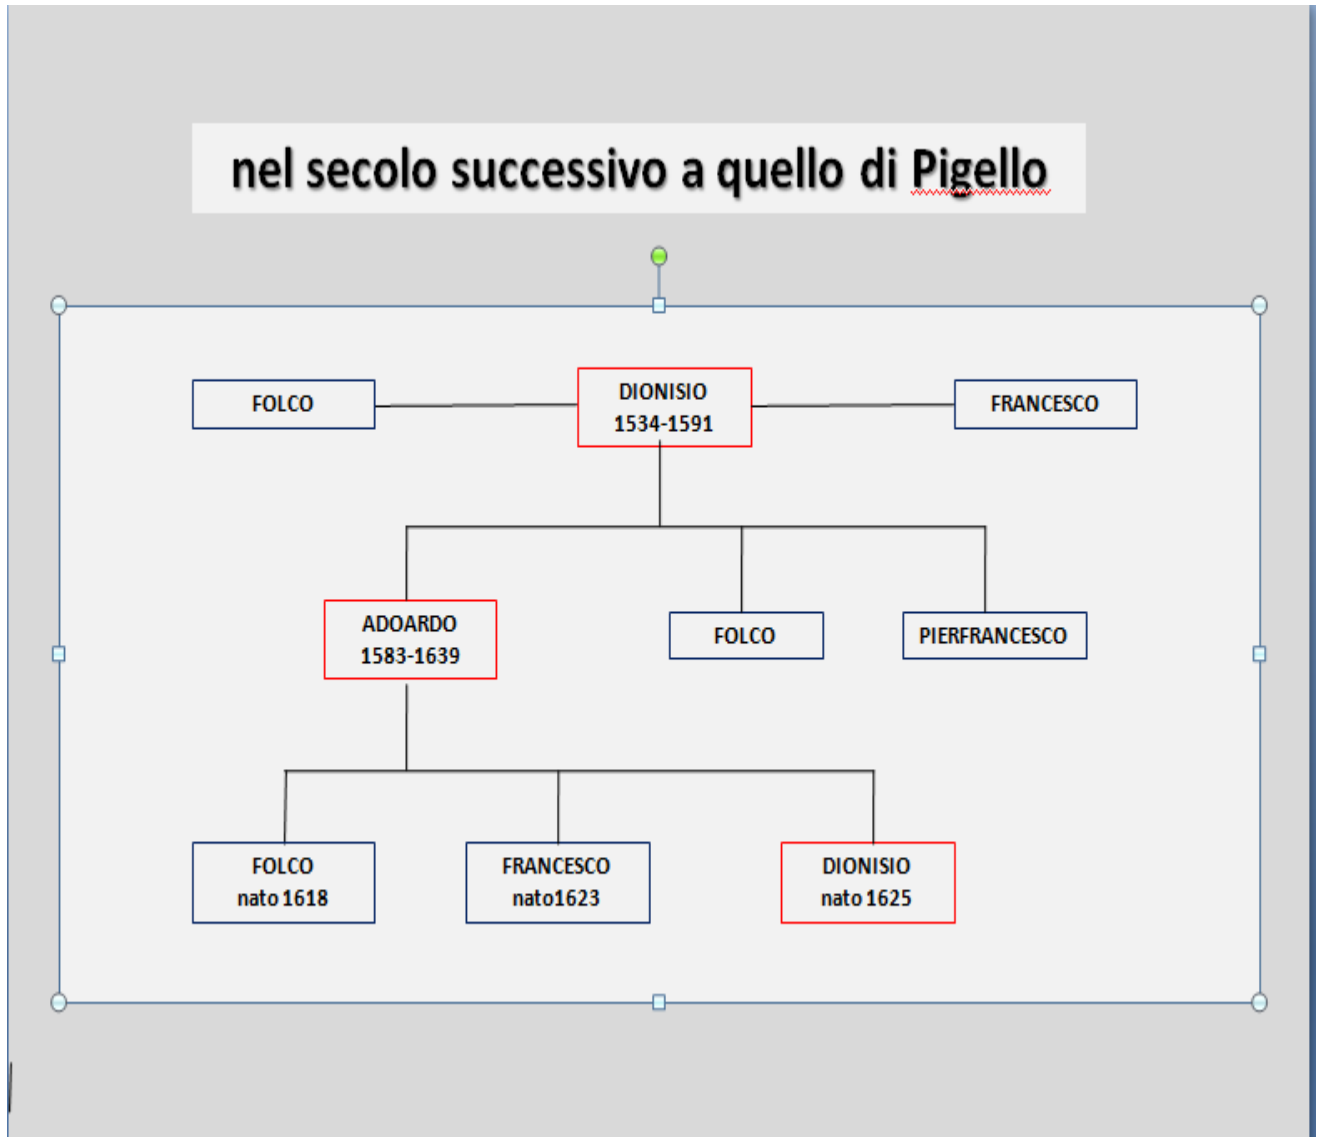 nel secolo successivo a quello di Pigello
FOLCO
DIONISIO
1534-1591
FRANCESCO
ADOARDO
1583-1639
FOLCO
PIERFRANCESCO
FOLCO
nato 1618
FRANCESCO
nato1623
DIONISIO
nato 1625